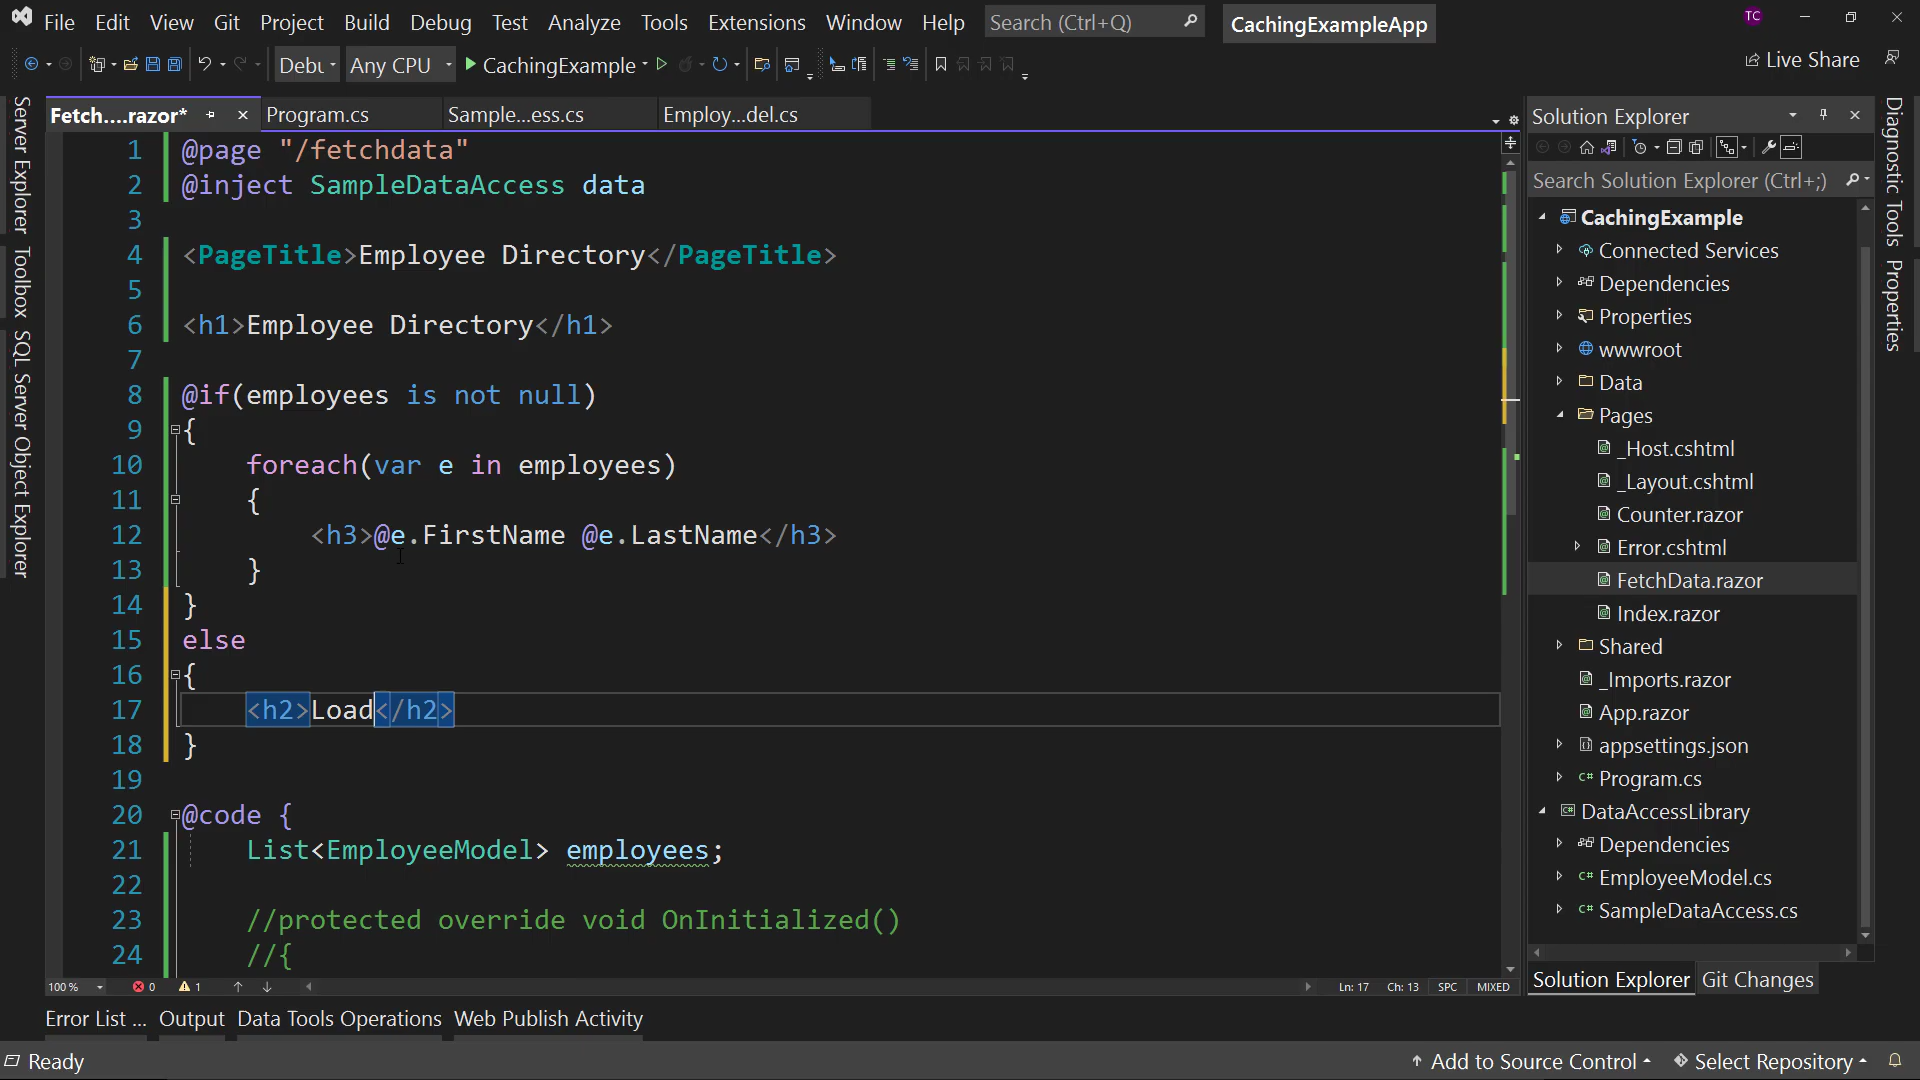 File Edit View Git Project Build Debug Test Analyze Tools Extensions Window Help Search (Ctrl+Q) CachingExampleApp TC
Debu Any CPU CachingExample Live Share
Fetch....razor* Program.cs Sample...ess.cs Employ...del.cs
Server Explorer
Toolbox
SQL Server Object Explorer
1 @page "/fetchdata"
2 @inject SampleDataAccess data
3
4 <PageTitle>Employee Directory</PageTitle>
5
6 <h1>Employee Directory</h1>
7
8 @if(employees is not null)
9 {
10 foreach(var e in employees)
11 {
12 <h3>@e.FirstName @e.LastName</h3>
13 }
14 }
15 else
16 {
17 <h2>Load</h2>
18 }
19
20 @code {
21 List<EmployeeModel> employees;
22
23 //protected override void OnInitialized()
24 //{
100 % 0 1 Ln: 17 Ch: 13 SPC MIXED
Solution Explorer
Search Solution Explorer (Ctrl+;)
CachingExample
Connected Services
Dependencies
Properties
wwwroot
Data
Pages
_Host.cshtml
_Layout.cshtml
Counter.razor
Error.cshtml
FetchData.razor
Index.razor
Shared
_Imports.razor
App.razor
appsettings.json
C# Program.cs
C# DataAccessLibrary
Dependencies
C# EmployeeModel.cs
C# SampleDataAccess.cs
Solution Explorer Git Changes
Diagnostic Tools
Properties
Error List ... Output Data Tools Operations Web Publish Activity
Ready Add to Source Control Select Repository